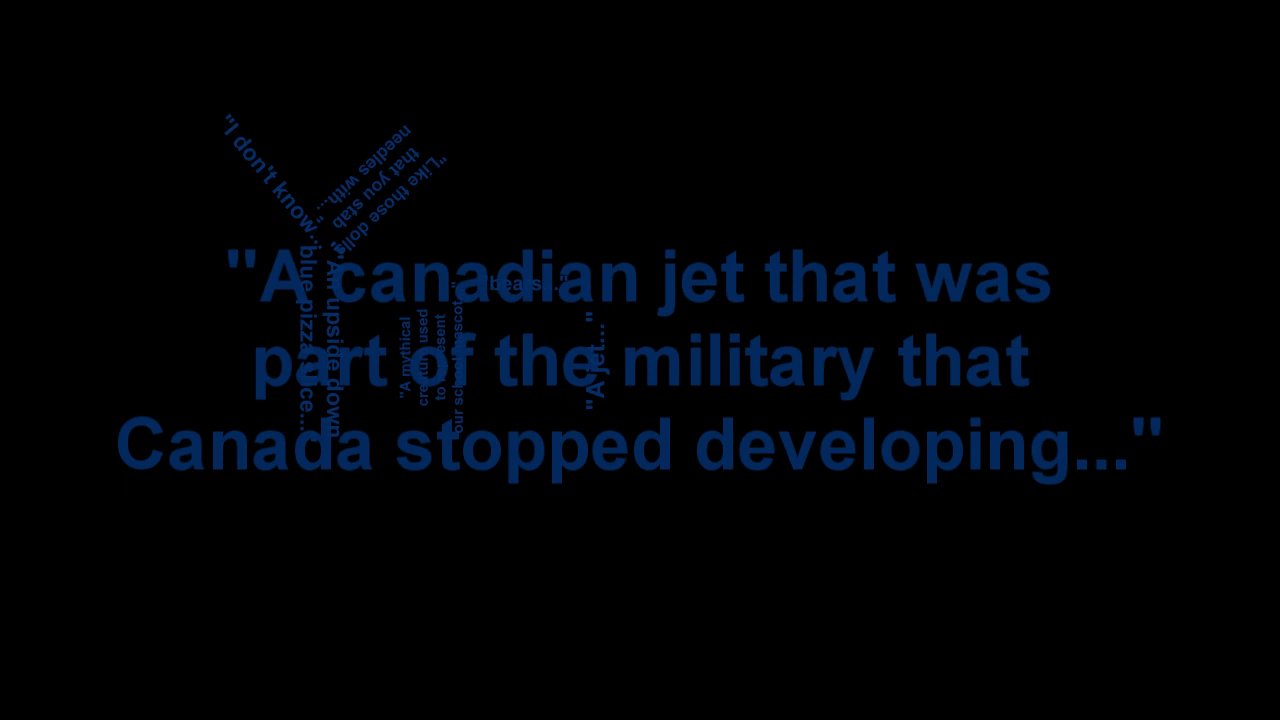 "I don't know..."
"Like those dolls
that you stab
needles with..."
"An upside down
blue pizza slice..."
"A mythical
creature used
to represent
our school mascot..."
"bears..."
"A jet..."
"A canadian jet that was
part of the military that
Canada stopped developing..."